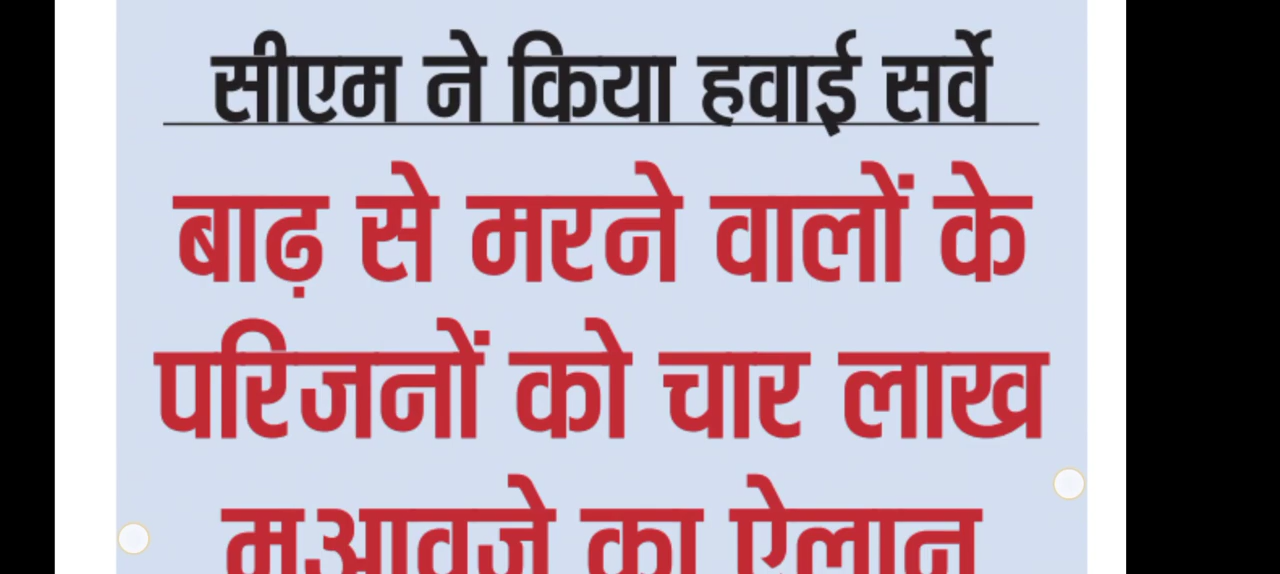 सीएम ने किया हवाई सर्वे
बाढ़ से मरने वालों के
परिजनों को चार लाख
मुआवजे का ऐलान